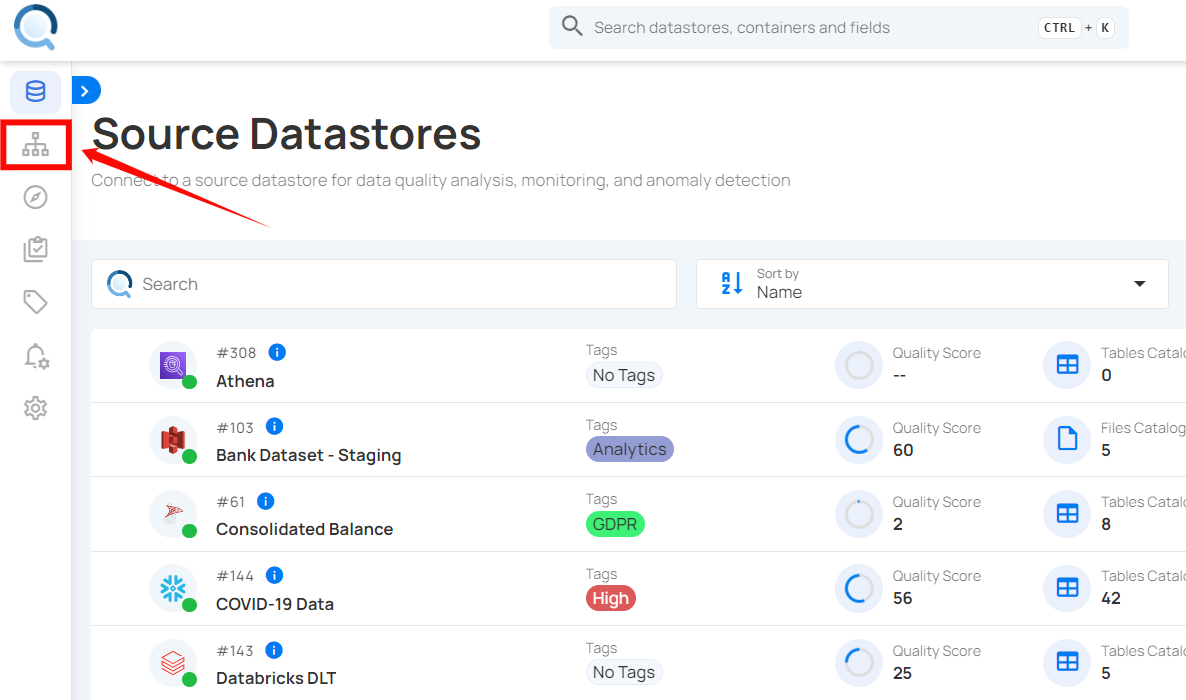 Search datastores, containers and fields CTRL + K
Source Datastores
Connect to a source datastore for data quality analysis, monitoring, and anomaly detection
Search
Sort by
Name
#308
Athena
Tags
No Tags
Quality Score
--
Tables Catalo
0
#103
Bank Dataset - Staging
Tags
Analytics
Quality Score
60
Files Catalog
5
#61
Consolidated Balance
Tags
GDPR
Quality Score
2
Tables Catalo
8
#144
COVID-19 Data
Tags
High
Quality Score
56
Tables Catalo
42
#143
Databricks DLT
Tags
No Tags
Quality Score
25
Tables Catalo
5